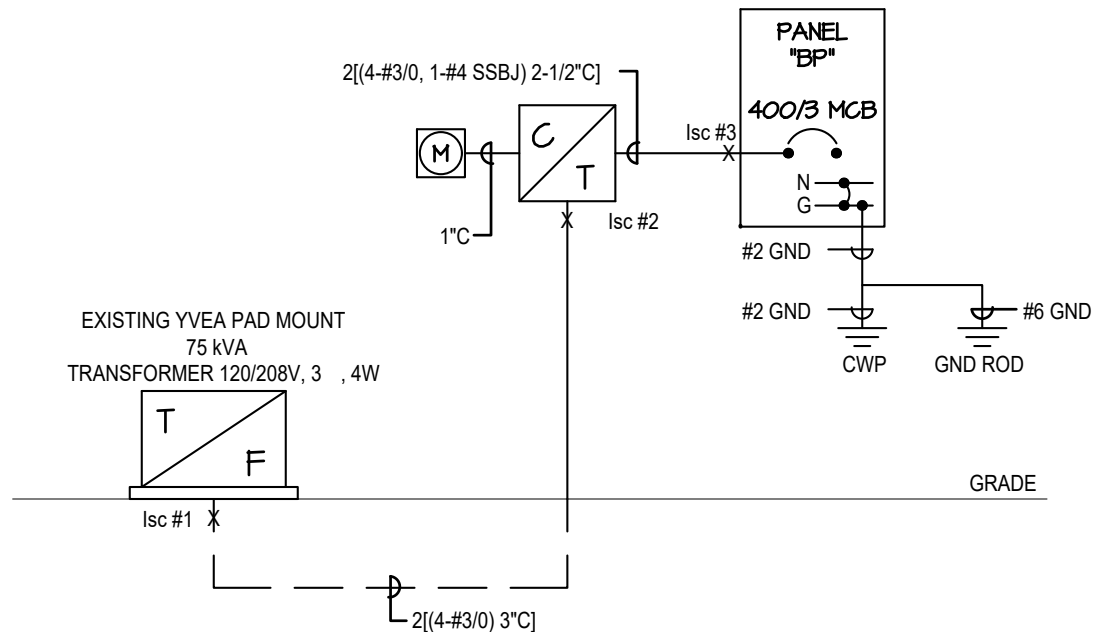 PANEL
"BP"
400/3 MCB
2[(4-#3/0, 1-#4 SSBJ) 2-1/2"C]
Isc #3
M
C
T
N
G
Isc #2
1"C
#2 GND
#2 GND
#6 GND
CWP
GND ROD
EXISTING YVEA PAD MOUNT
75 kVA
TRANSFORMER 120/208V, 3 , 4W
T
F
GRADE
Isc #1
2[(4-#3/0) 3"C]